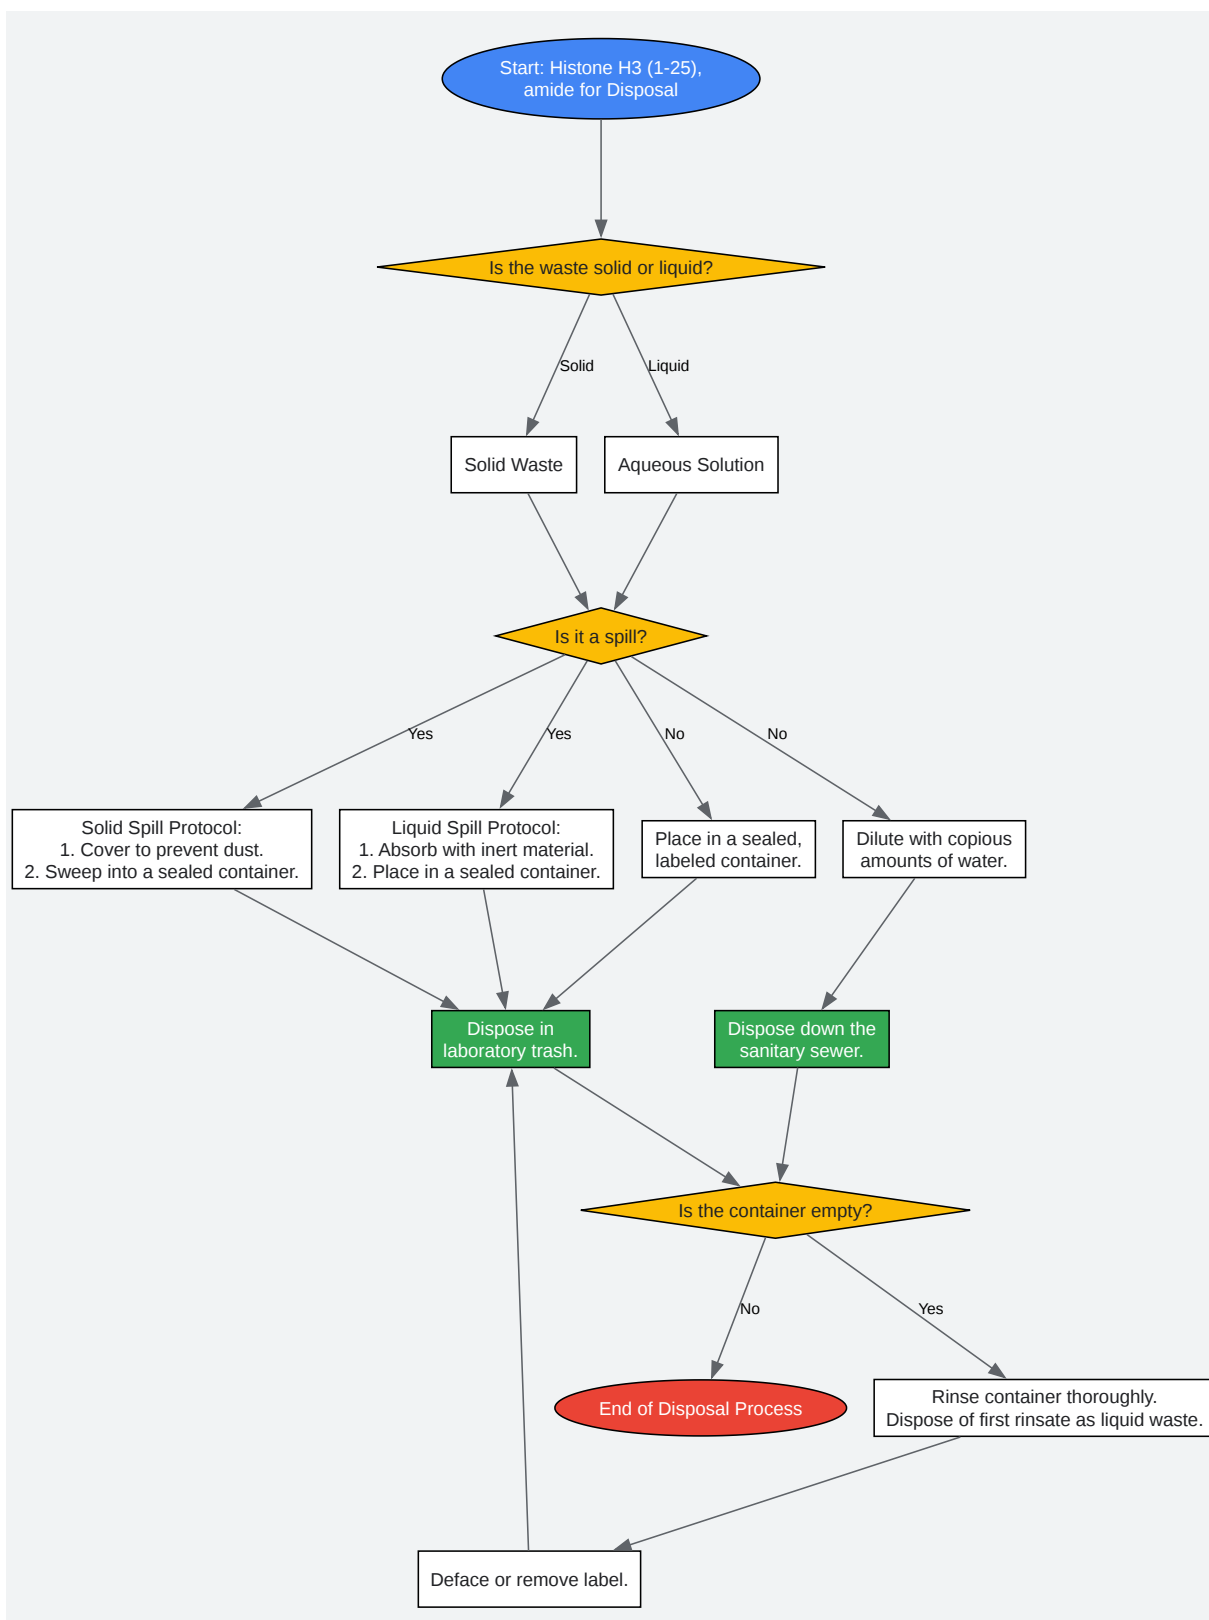 Start: Histone H3 (1-25),
amide for Disposal
Is the waste solid or liquid?
Solid
Liquid
Solid Waste
Aqueous Solution
Is it a spill?
Yes
Yes
No
No
Solid Spill Protocol:
1. Cover to prevent dust.
2. Sweep into a sealed container.
Liquid Spill Protocol:
1. Absorb with inert material.
2. Place in a sealed container.
Place in a sealed,
labeled container.
Dilute with copious
amounts of water.
Dispose in
laboratory trash.
Dispose down the
sanitary sewer.
Is the container empty?
No
Yes
End of Disposal Process
Rinse container thoroughly.
Dispose of first rinsate as liquid waste.
Deface or remove label.